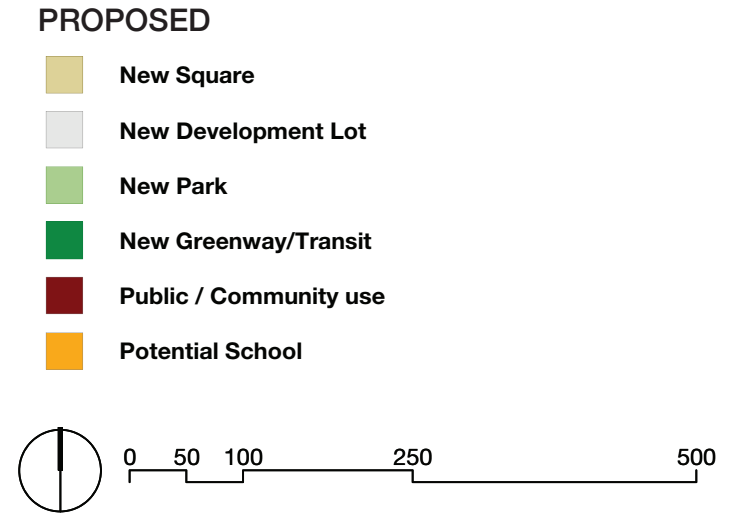 PROPOSED
New Square
New Development Lot
New Park
New Greenway/Transit
Public / Community use
Potential School
0 50 100 250 500